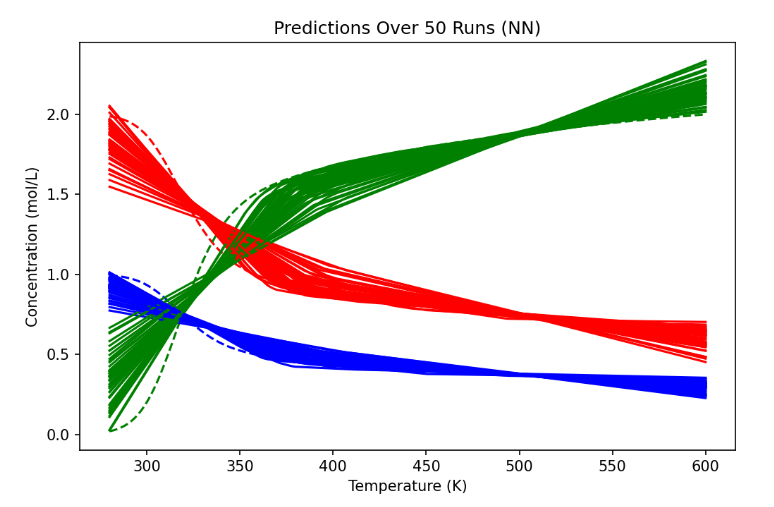 Predictions Over 50 Runs (NN)
Concentration (mol/L)
2.0
1.5
1.0
0.5
0.0
300 350 400 450 500 550 600
Temperature (K)